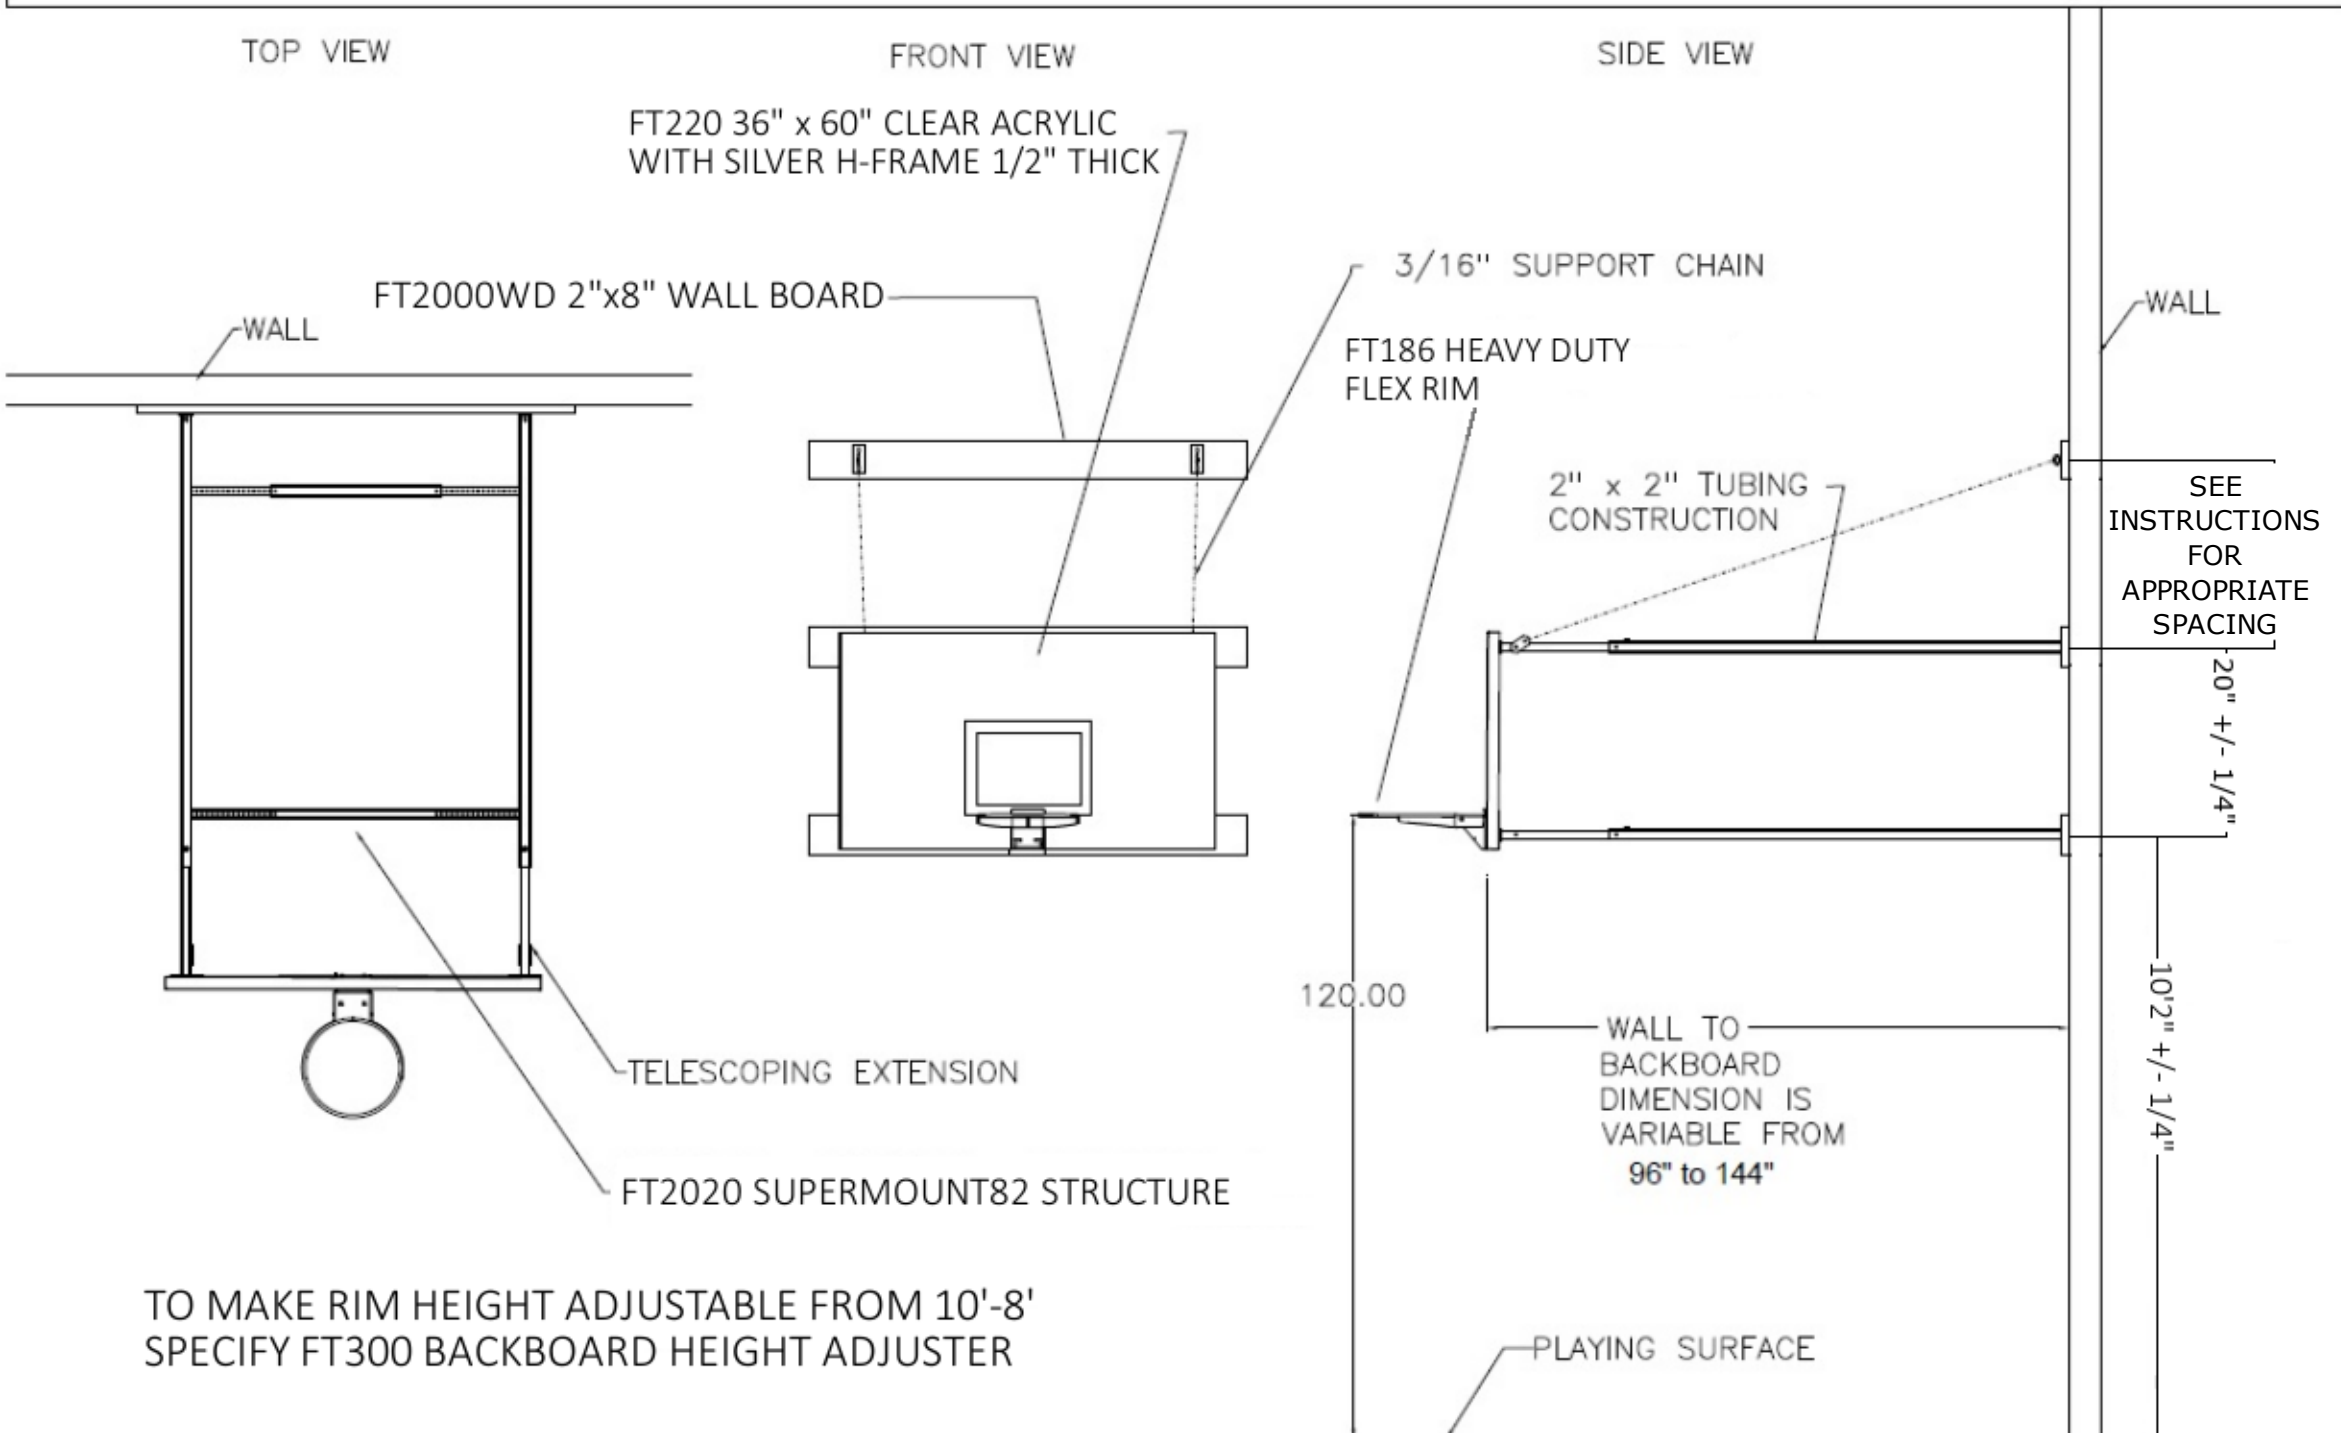 TOP VIEW
FRONT VIEW
SIDE VIEW
FT220 36" x 60" CLEAR ACRYLIC
WITH SILVER H-FRAME 1/2" THICK
FT2000WD 2"x8" WALL BOARD
3/16" SUPPORT CHAIN
WALL
WALL
FT186 HEAVY DUTY
FLEX RIM
2" x 2" TUBING
CONSTRUCTION
SEE
INSTRUCTIONS
FOR
APPROPRIATE
SPACING
20" +/- 1/4"
120.00
10'2" +/- 1/4"
WALL TO
BACKBOARD
DIMENSION IS
VARIABLE FROM
96" to 144"
TELESCOPING EXTENSION
FT2020 SUPERMOUNT82 STRUCTURE
TO MAKE RIM HEIGHT ADJUSTABLE FROM 10'-8'
SPECIFY FT300 BACKBOARD HEIGHT ADJUSTER
PLAYING SURFACE